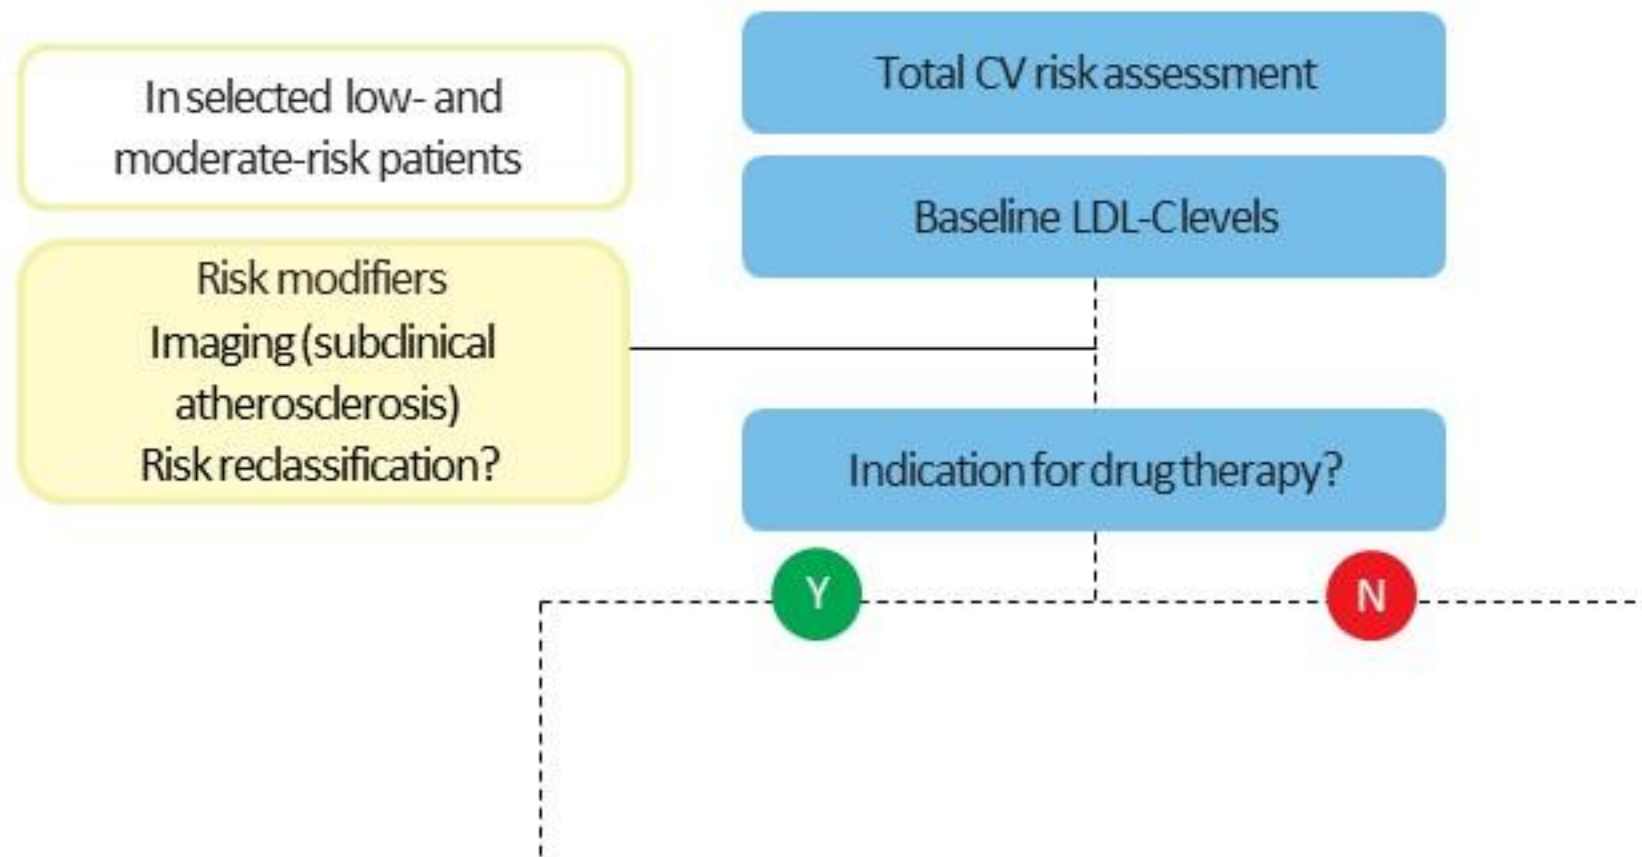 In selected low- and
moderate-risk patients
Risk modifiers
Imaging (subclinical
atherosclerosis)
Risk reclassification?
Total CV risk assessment
Baseline LDL-C levels
Indication for drug therapy?
Y
N